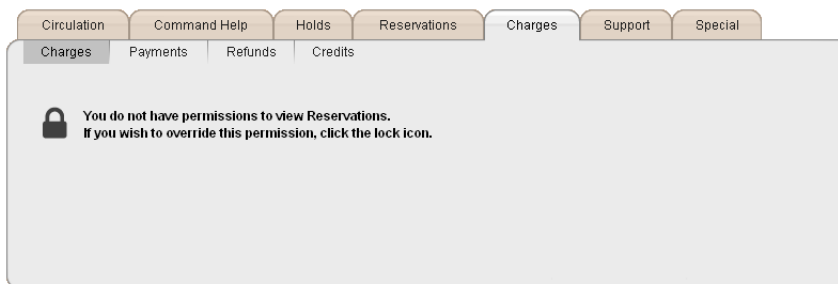 Circulation Command Help Holds Reservations Charges Support Special
Charges Payments Refunds Credits
You do not have permissions to view Reservations.
If you wish to override this permission, click the lock icon.